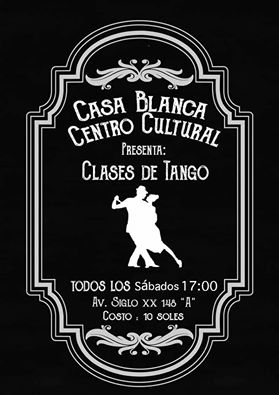 Casa Blanca
Centro Cultural
Presenta:
Clases de Tango
TODOS LOS Sábados 17:00
Av. Siglo xx 148 "A"
Costo : 10 soles